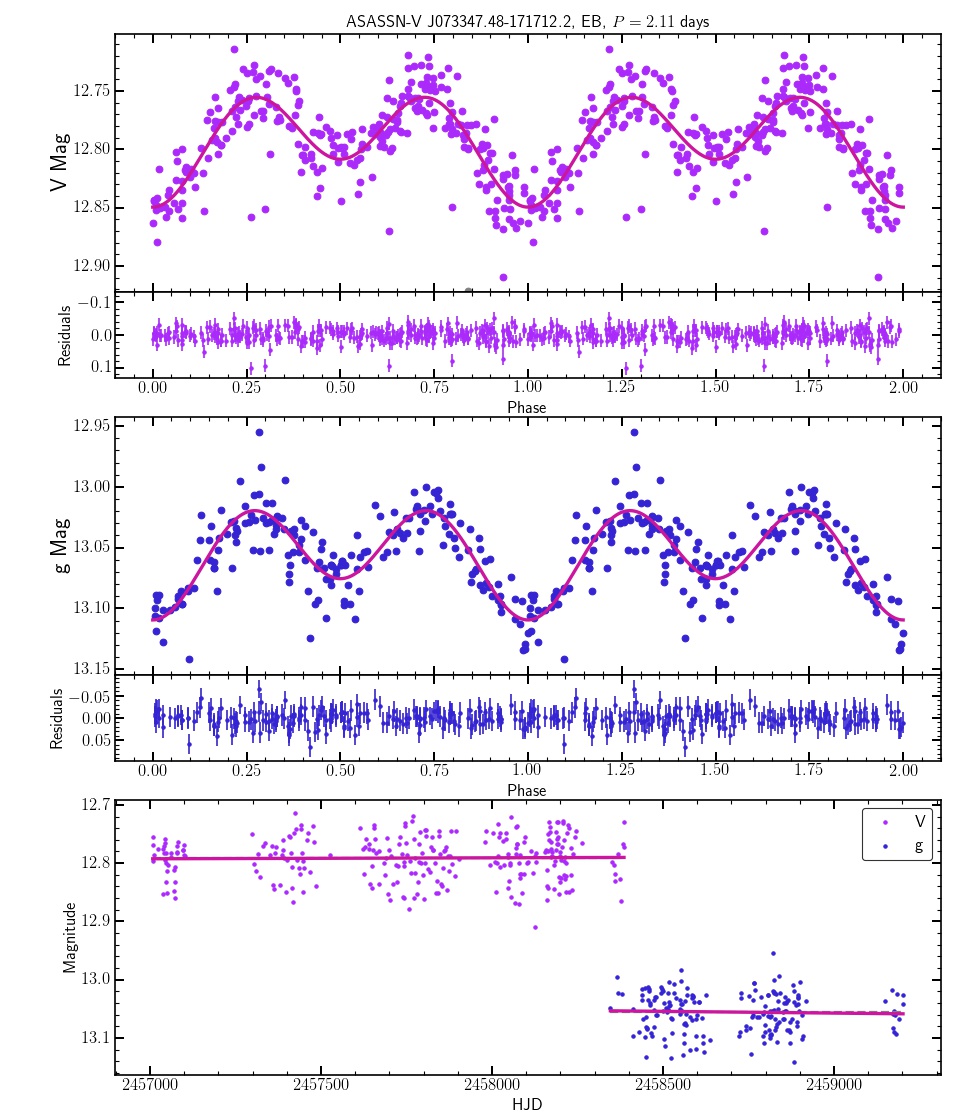 ASASSN-V J073347.48-171712.2, EB, P = 2.11 days
V Mag
12.75
12.80
12.85
12.90
Residuals
−0.1
0.0
0.1
0.00 0.25 0.50 0.75 1.00 1.25 1.50 1.75 2.00
Phase
g Mag
12.95
13.00
13.05
13.10
13.15
Residuals
−0.05
0.00
0.05
0.00 0.25 0.50 0.75 1.00 1.25 1.50 1.75 2.00
Phase
Magnitude
12.7
12.8
12.9
13.0
13.1
V
g
2457000 2457500 2458000 2458500 2459000
HJD